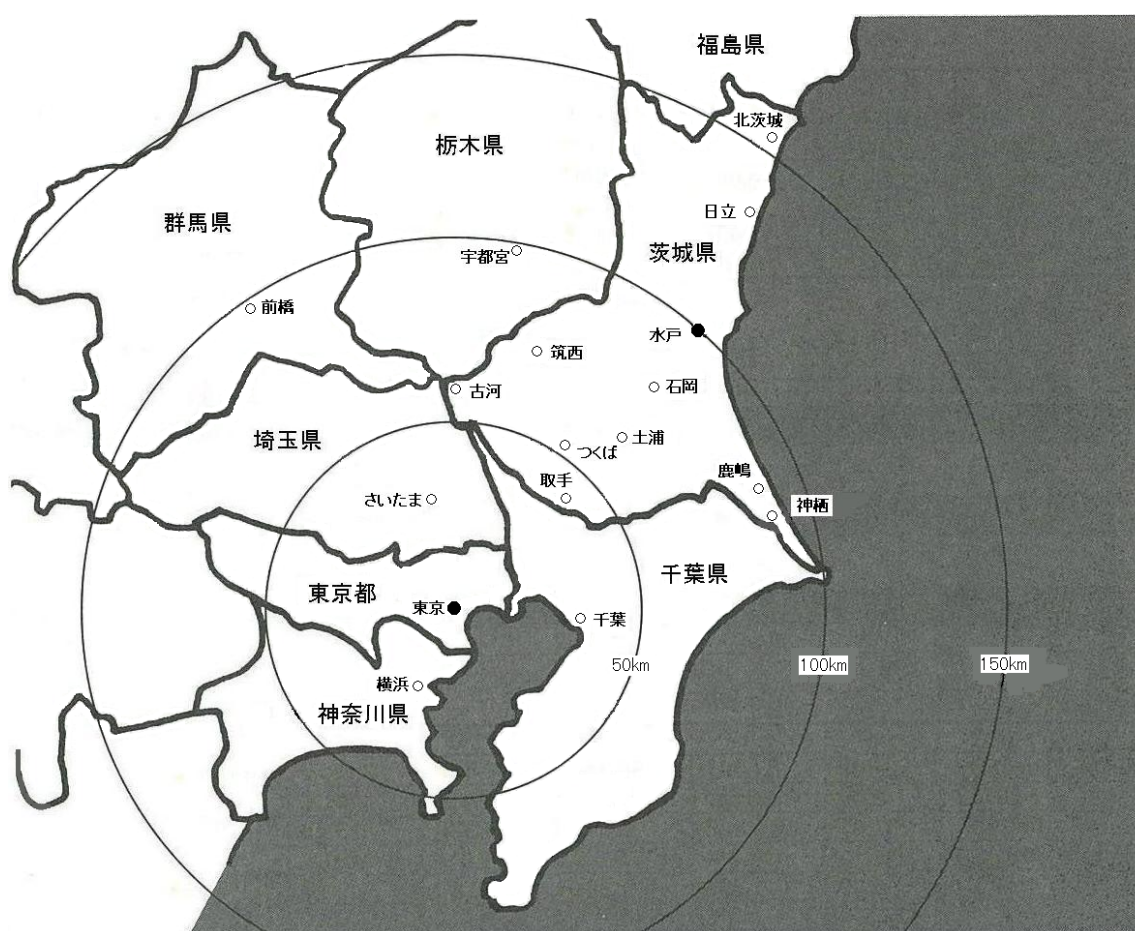 福島県
北茨城
栃木県
日立
群馬県
茨城県
宇都宮
前橋
水戸
筑西
石岡
古河
埼玉県
土浦
つくば
鹿嶋
取手
さいたま
神栖
千葉県
東京都
東京
千葉
50km
100km
150km
横浜
神奈川県